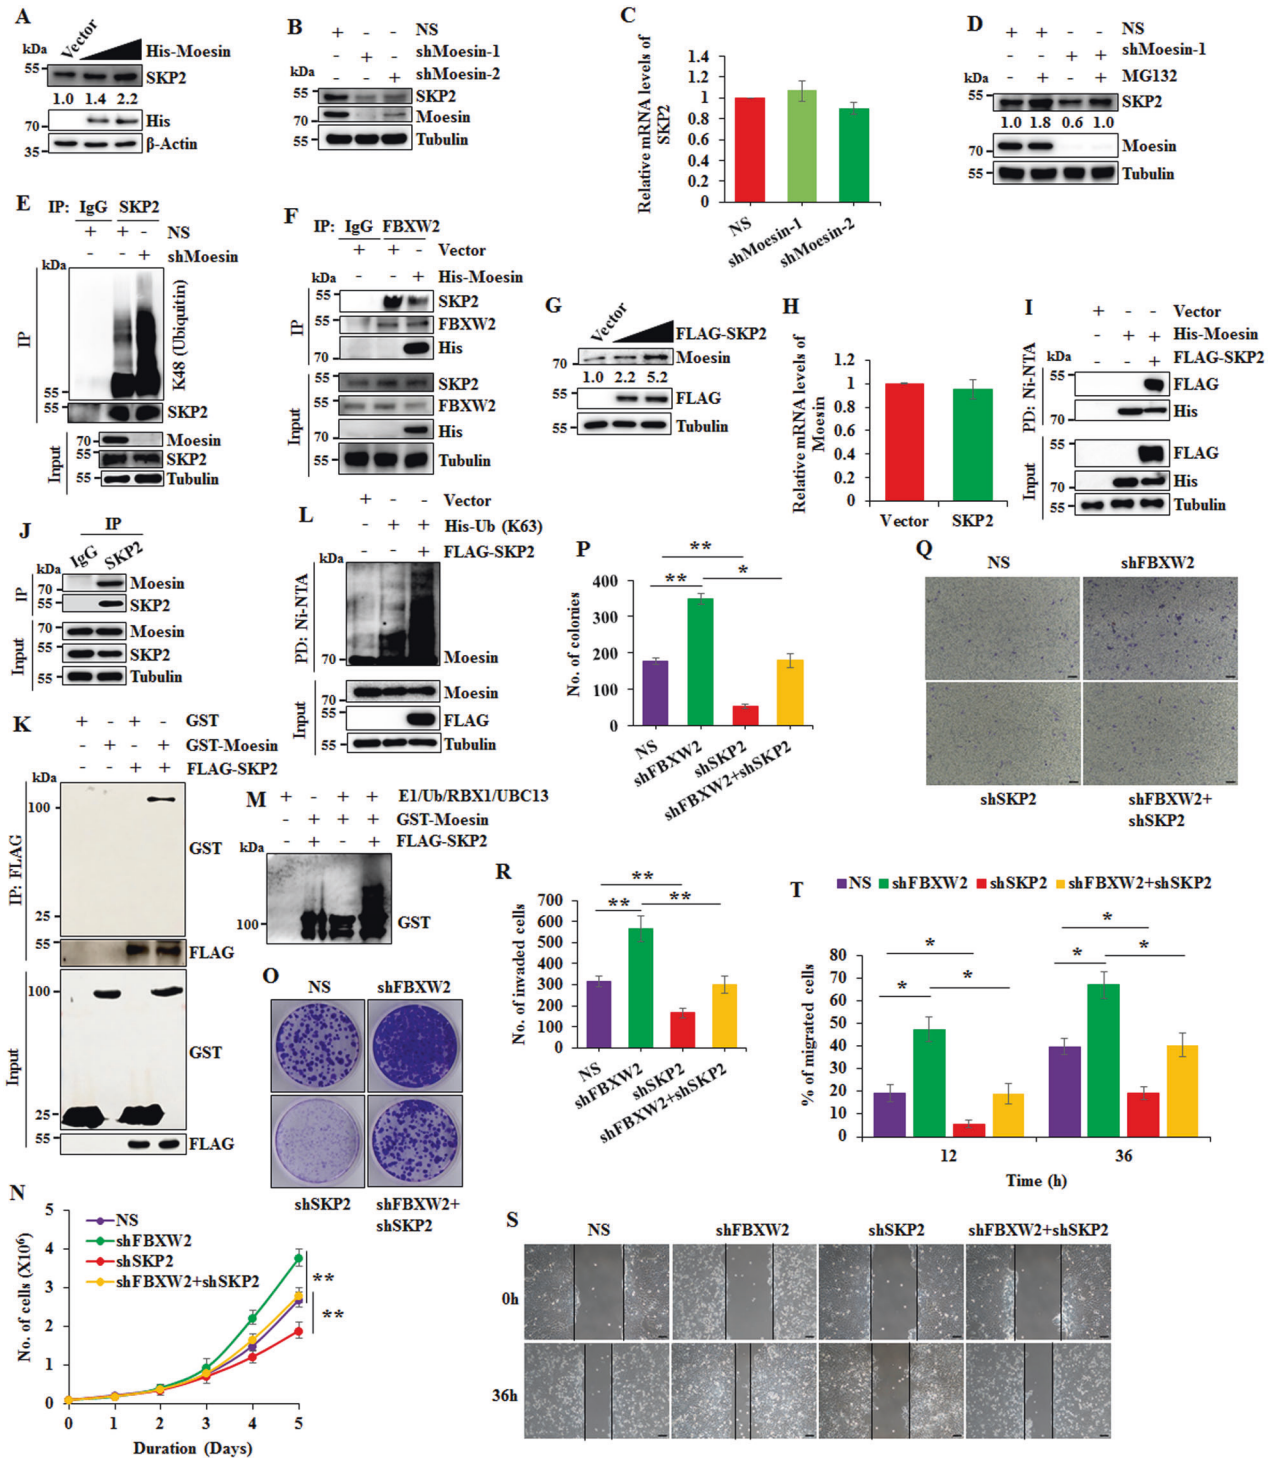 A
kDa Vector His-Moesin
55 SKP2
1.0 1.4 2.2
70 His
35 β-Actin
B
+ - - NS
- + - shMoesin-1
kDa - - + shMoesin-2
55 SKP2
70 Moesin
55 Tubulin
C
Relative mRNA levels of SKP2
1.4
1.2
1
0.8
0.6
0.4
0.2
0
NS shMoesin-1 shMoesin-2
D
+ + - - NS
- - + + shMoesin-1
kDa - + - + MG132
55 SKP2
1.0 1.8 0.6 1.0
70 Moesin
55 Tubulin
E
IP: IgG SKP2
+ + - NS
- - + shMoesin
kDa
IP
K48 (Ubiquitin)
55
55 SKP2
Input
70 Moesin
55 SKP2
55 Tubulin
F
IP: IgG FBXW2
+ + - Vector
kDa - - + His-Moesin
IP
55 SKP2
55 FBXW2
70 His
Input
55 SKP2
55 FBXW2
70 His
55 Tubulin
G
Vector FLAG-SKP2
70 Moesin
1.0 2.2 5.2
55 FLAG
55 Tubulin
H
Relative mRNA levels of Moesin
1.2
1
0.8
0.6
0.4
0.2
0
Vector SKP2
I
+ - - Vector
- + + His-Moesin
kDa - - + FLAG-SKP2
PD: Ni-NTA
55 FLAG
70 His
Input
55 FLAG
70 His
55 Tubulin
J
IP
kDa IgG SKP2
IP
70 Moesin
55 SKP2
Input
70 Moesin
55 SKP2
55 Tubulin
K
+ - + - GST
- + - + GST-Moesin
- - + + FLAG-SKP2
kDa
IP: FLAG
100
GST
25
55 FLAG
Input
100
GST
25
55 FLAG
L
+ - - Vector
- + + His-Ub (K63)
- - + FLAG-SKP2
kDa
PD: Ni-NTA
70 Moesin
Input
70 Moesin
55 FLAG
55 Tubulin
M
+ - + + E1/Ub/RBX1/UBC13
- + + + GST-Moesin
- + - + FLAG-SKP2
kDa
100 GST
N
No. of cells (X10⁶)
5
4
3
2
1
0
0 1 2 3 4 5
Duration (Days)
NS
shFBXW2
shSKP2
shFBXW2+shSKP2
**
**
O
NS shFBXW2
shSKP2 shFBXW2+
shSKP2
P
No. of colonies
400
300
200
100
0
**
** *
NS shFBXW2 shSKP2 shFBXW2+shSKP2
Q
NS shFBXW2
shSKP2 shFBXW2+
shSKP2
R
No. of invaded cells
700
600
500
400
300
200
100
0
**
** **
NS shFBXW2 shSKP2 shFBXW2+shSKP2
S
NS shFBXW2 shSKP2 shFBXW2+shSKP2
0h
36h
T
NS shFBXW2 shSKP2 shFBXW2+shSKP2
% of migrated cells
80
70
60
50
40
30
20
10
0
* * *
* * *
12 36
Time (h)